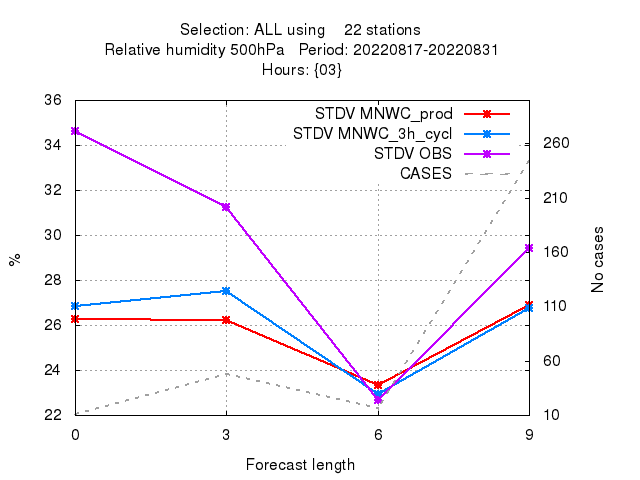 Selection: ALL using 22 stations
Relative humidity 500hPa Period: 20220817-20220831
Hours: {03}
36
34
32
30
28
26
24
22
%
STDV MNWC_prod
STDV MNWC_3h_cycl
STDV OBS
CASES
260
210
160
110
60
10
No cases
0 3 6 9
Forecast length